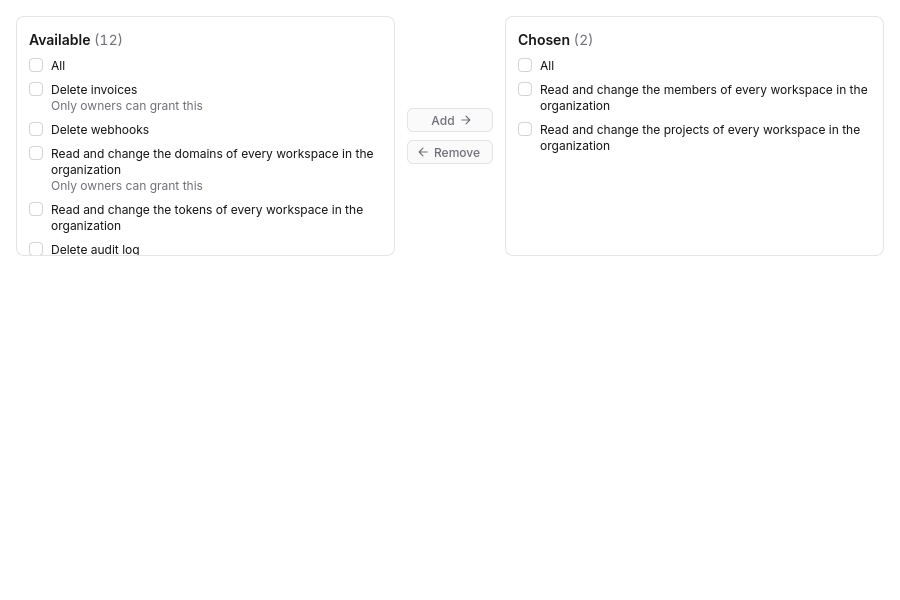 Available (12)
All
Delete invoices
Only owners can grant this
Delete webhooks
Read and change the domains of every workspace in the
organization
Only owners can grant this
Read and change the tokens of every workspace in the
organization
Delete audit log
Add →
← Remove
Chosen (2)
All
Read and change the members of every workspace in the
organization
Read and change the projects of every workspace in the
organization